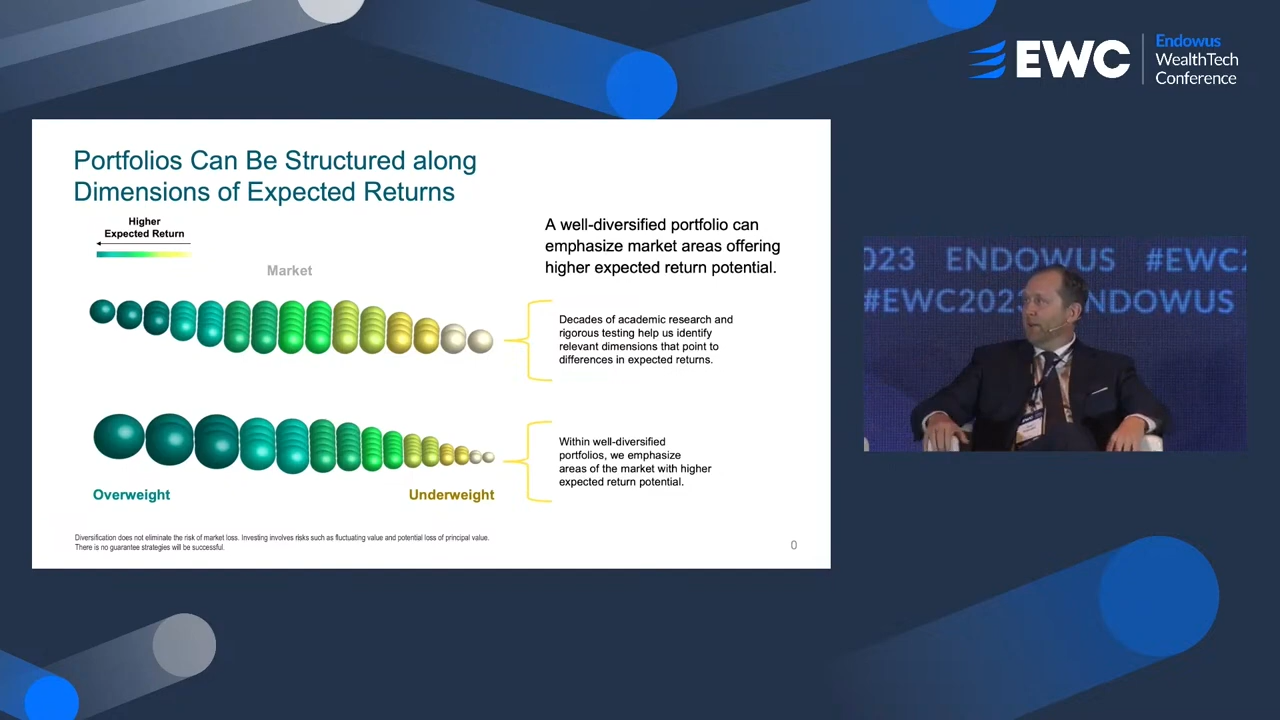 EWC
Endowus
WealthTech
Conference
Portfolios Can Be Structured along
Dimensions of Expected Returns
Higher
Expected Return
Market
A well-diversified portfolio can
emphasize market areas offering
higher expected return potential.
Decades of academic research and
rigorous testing help us identify
relevant dimensions that point to
differences in expected returns.
Within well-diversified
portfolios, we emphasize
areas of the market with higher
expected return potential.
Overweight
Underweight
Diversification does not eliminate the risk of market loss. Investing involves risks such as fluctuating value and potential loss of principal value.
There is no guarantee strategies will be successful.
0
023 ENDOWUS #EWC2
#EWC2023 ENDOWUS